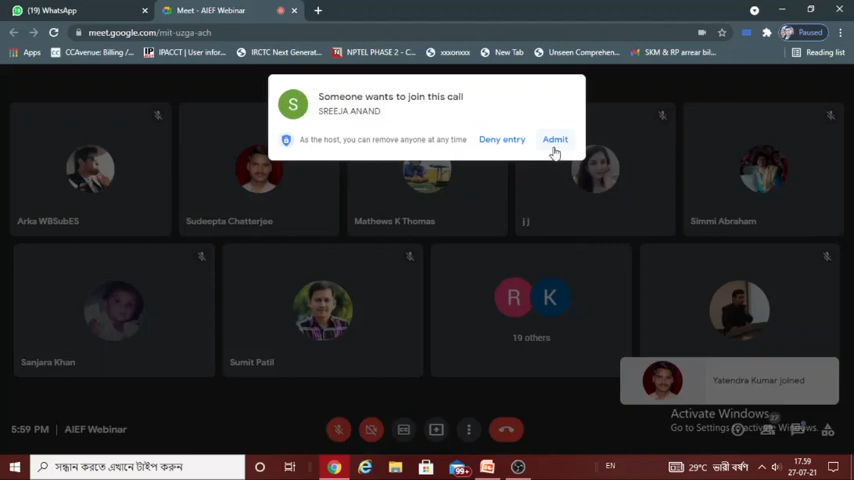 (19) WhatsApp
Meet - AIEF Webinar
meet.google.com/mit-uzga-ach
Paused
Apps
CCAvenue: Billing /...
IPACCT | User infor...
IRCTC Next Generat...
NPTEL PHASE 2 - C...
xxxonxx
New Tab
Unseen Comprehen...
SKM & RP arrear bil...
Reading list
S
Someone wants to join this call
SREEJA ANAND
As the host, you can remove anyone at any time
Deny entry
Admit
Arka WBSubES
Sudeepta Chatterjee
Mathews K Thomas
j j
Simmi Abraham
R K
19 others
Sanjara Khan
Sumit Patil
Yatendra Kumar joined
Activate Windows
Go to Settings to activate Windows.
5:59 PM | AIEF Webinar
27
সন্ধান করতে এখানে টাইপ করুন
99+
EN
29°C ভারী বর্ষণ
17.59
27-07-21